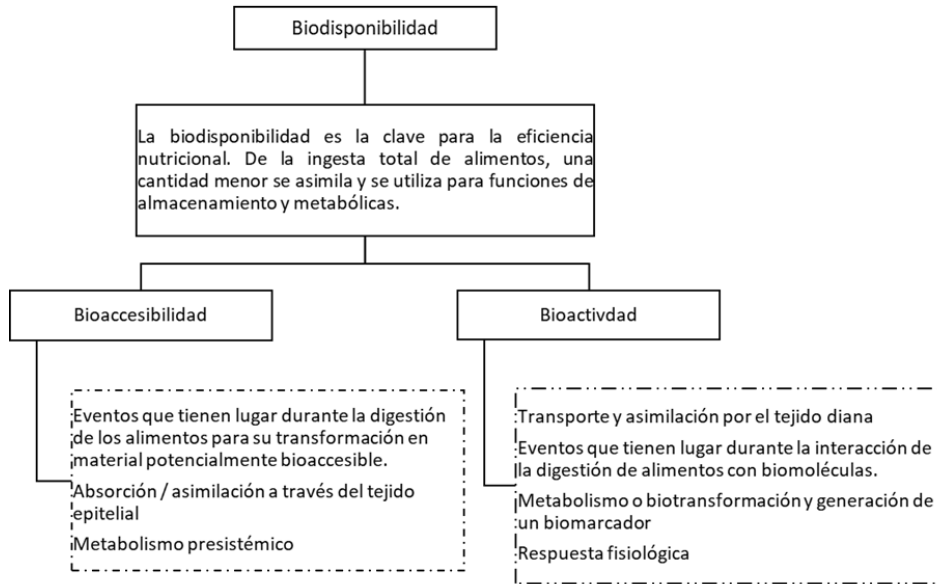 Biodisponibilidad
La biodisponibilidad es la clave para la eficiencia
nutricional. De la ingesta total de alimentos, una
cantidad menor se asimila y se utiliza para funciones de
almacenamiento y metabólicas.
Bioaccesibilidad
Bioactivdad
Eventos que tienen lugar durante la digestión
de los alimentos para su transformación en
material potencialmente bioaccesible.
Absorción / asimilación a través del tejido
epitelial
Metabolismo presistémico
Transporte y asimilación por el tejido diana
Eventos que tienen lugar durante la interacción de
la digestión de alimentos con biomoléculas.
Metabolismo o biotransformación y generación de
un biomarcador
Respuesta fisiológica